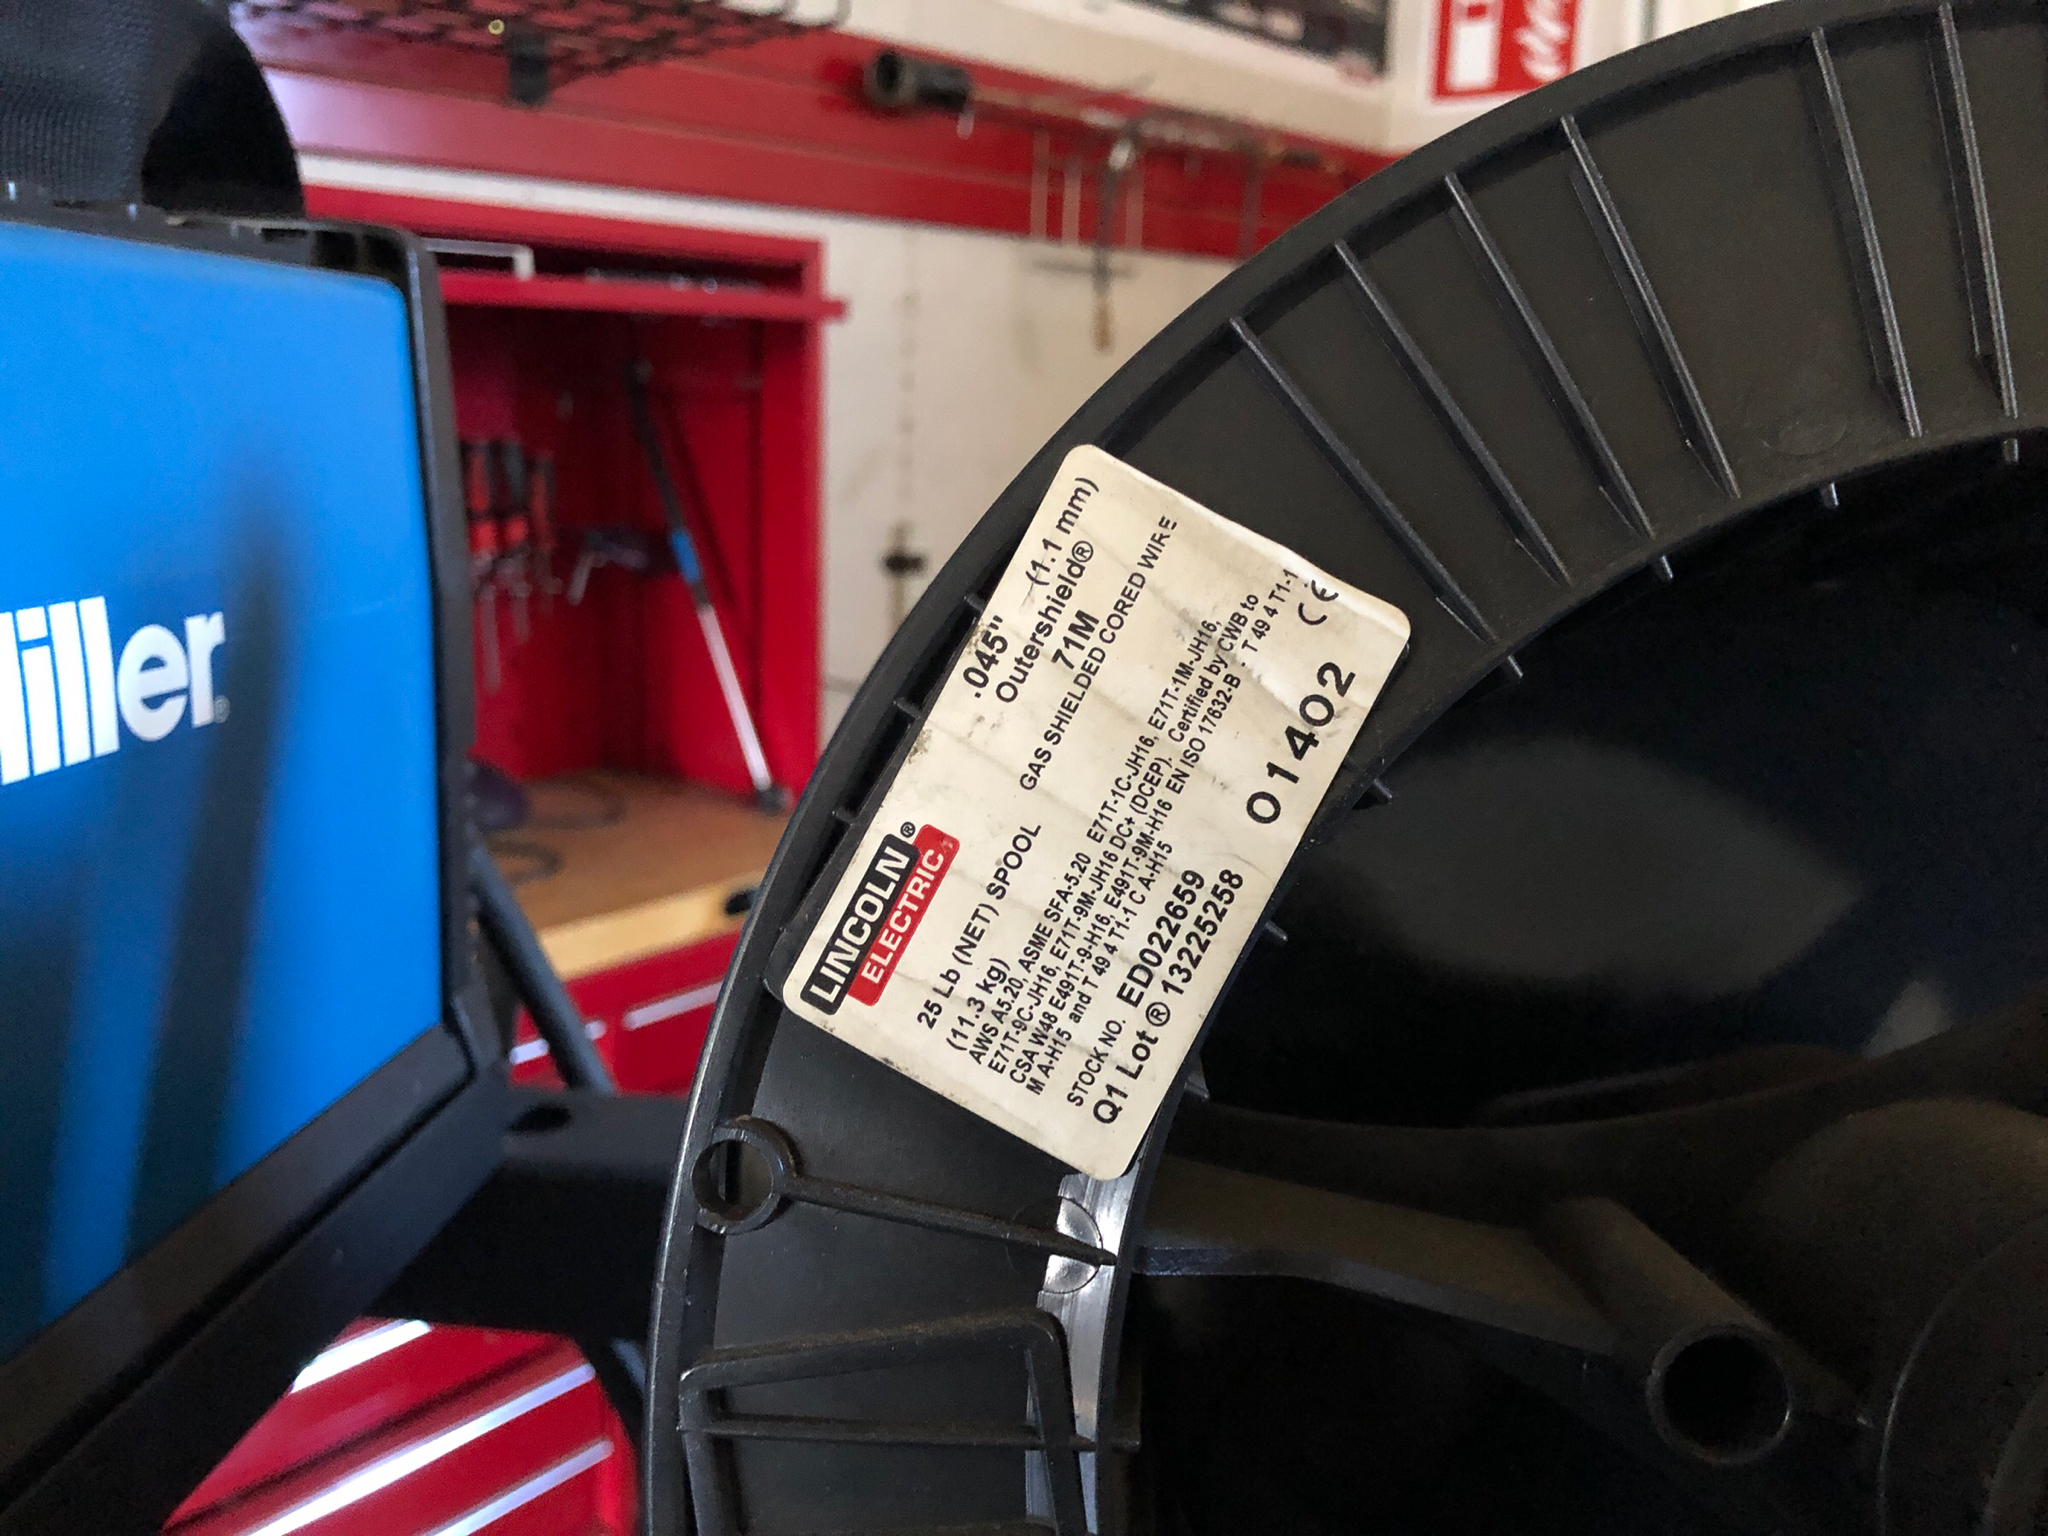 Miller®
LINCOLN ®
ELECTRIC
.045" (1.1 mm)
Outershield®
71M
25 Lb (NET) SPOOL GAS SHIELDED CORED WIRE
(11.3 kg)
AWS A5.20, ASME SFA-5.20 E71T-1C-JH16, E71T-1M-JH16,
E71T-9C-JH16, E71T-9M-JH16 DC+ (DCEP). Certified by CWB to
CSA W48 E491T-9-H16, E491T-9M-H16 EN ISO 17632-B - T 49 4 T1-1
M A-H15 and T 49 4 T1-1 C A-H15
CE
STOCK NO. ED022659
01402
Q1 Lot ® 13225258